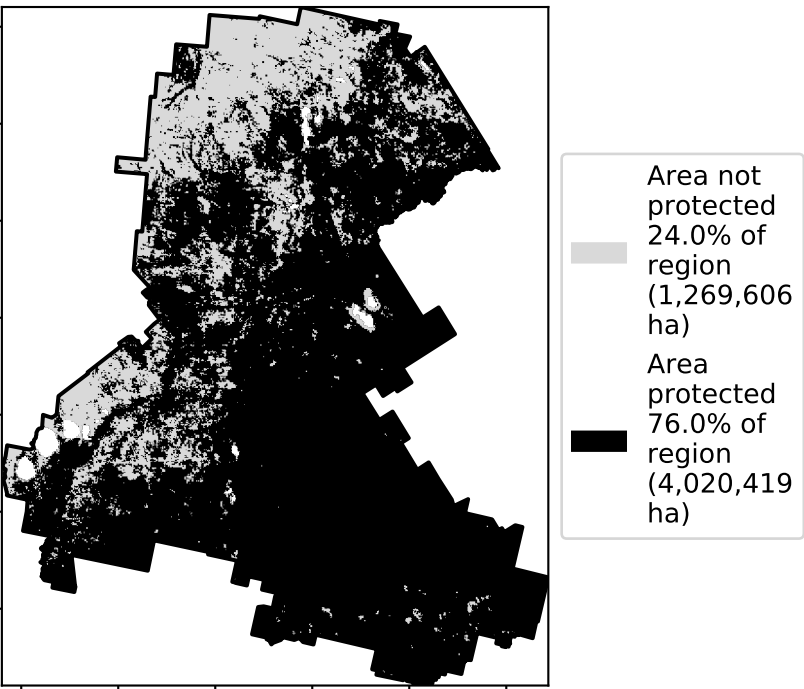 Area not
protected
24.0% of
region
(1,269,606
ha)
Area
protected
76.0% of
region
(4,020,419
ha)